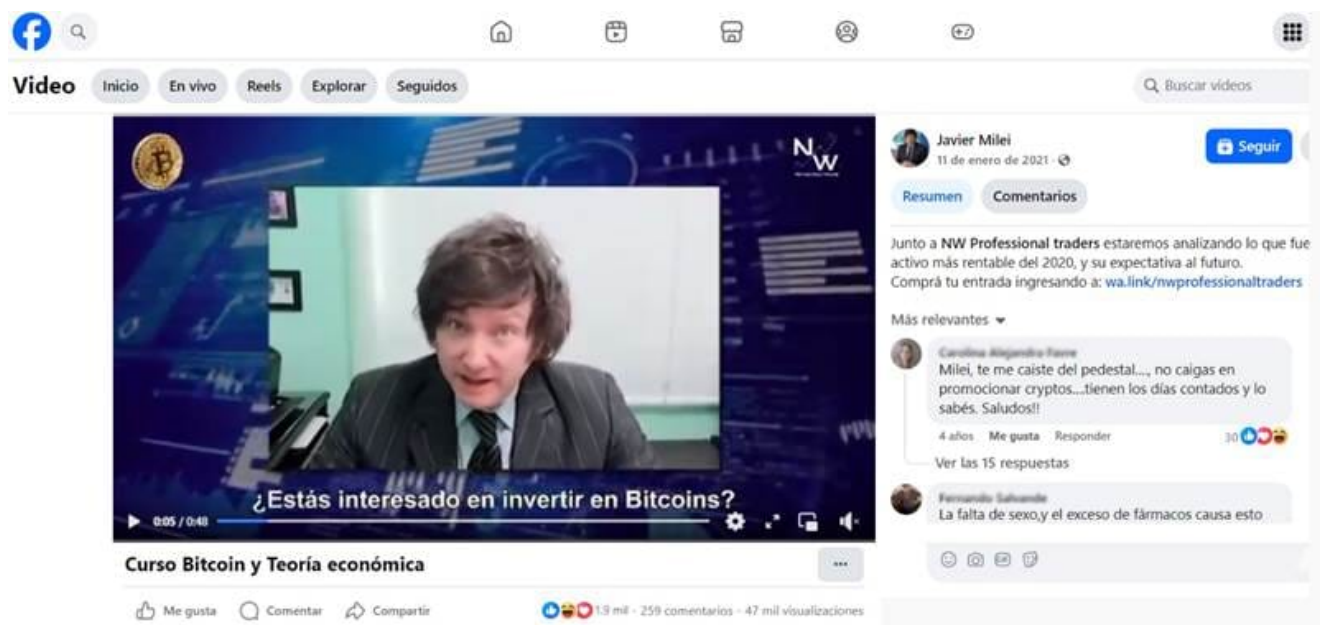 Video
Inicio
En vivo
Reels
Explorar
Seguidos
Buscar videos
NW
¿Estás interesado en invertir en Bitcoins?
0:05 / 0:48
Curso Bitcoin y Teoría económica
Me gusta
Comentar
Compartir
1.9 mil - 259 comentarios - 47 mil visualizaciones
Javier Milei
11 de enero de 2021
Seguir
Resumen
Comentarios
Junto a NW Professional traders estaremos analizando lo que fue
activo más rentable del 2020, y su expectativa al futuro.
Comprá tu entrada ingresando a: wa.link/nwprofessionaltraders
Más relevantes
Milei, te me caiste del pedestal...., no caigas en
promocionar cryptos....tienen los días contados y lo
sabés. Saludos!!
4 años Me gusta Responder 30
Ver las 15 respuestas
La falta de sexo,y el exceso de fármacos causa esto